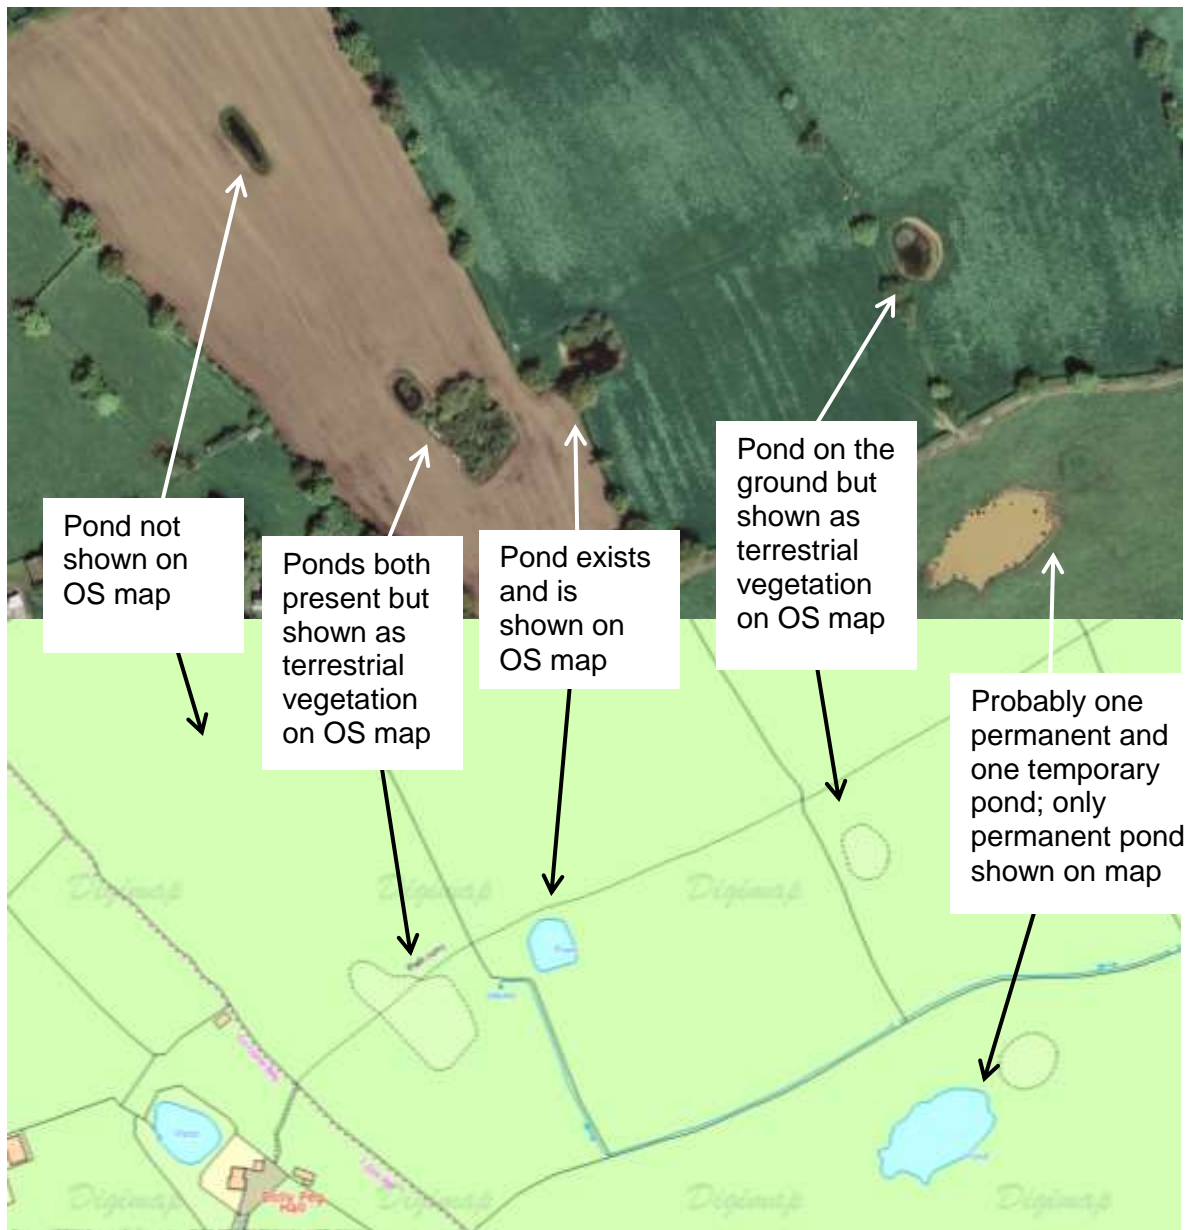 Pond not
shown on
OS map
Ponds both
present but
shown as
terrestrial
vegetation
on OS map
Pond exists
and is
shown on
OS map
Pond on the
ground but
shown as
terrestrial
vegetation
on OS map
Probably one
permanent and
one temporary
pond; only
permanent pond
shown on map
Digimap
Digimap
Digimap
Digimap
Digimap
Digimap
Digimap